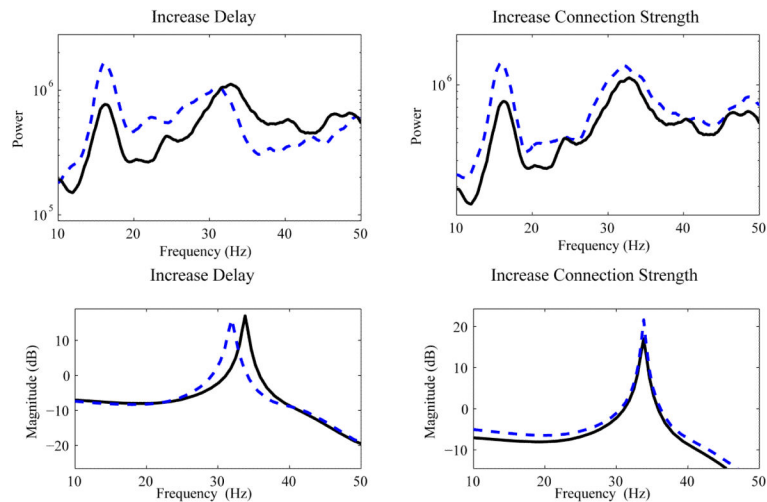 Increase Delay
Increase Connection Strength
Power
10^6
10^5
10 20 30 40 50
Frequency (Hz)
Power
10^6
10 20 30 40 50
Frequency (Hz)
Increase Delay
Increase Connection Strength
Magnitude (dB)
10
0
−10
−20
10 20 30 40 50
Frequency (Hz)
Magnitude (dB)
20
10
0
−10
10 20 30 40 50
Frequency (Hz)